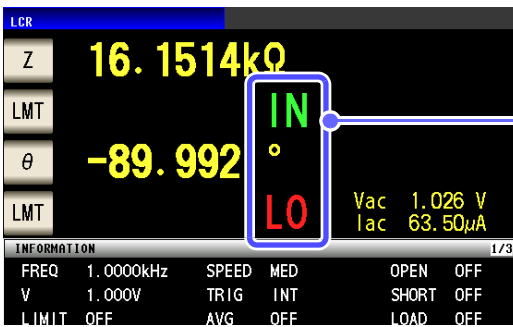 LCR
Z 16.1514kΩ
LMT IN
θ -89.992 °
LMT LO Vac 1.026 V
Iac 63.50μA
INFORMATION 1/3
FREQ 1.0000kHz SPEED MED OPEN OFF
V 1.000V TRIG INT SHORT OFF
LIMIT OFF AVG OFF LOAD OFF